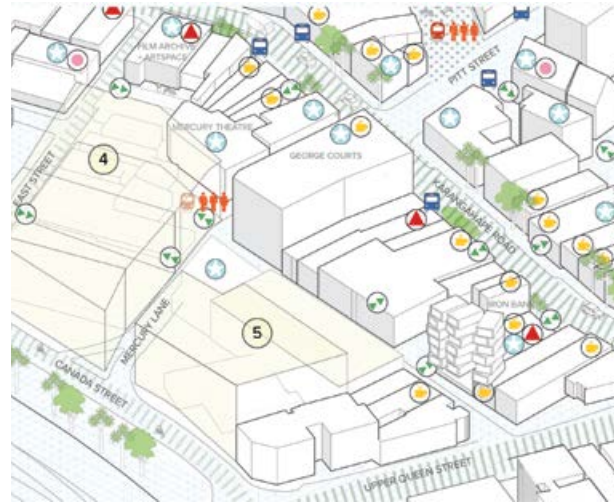 FILM ARCHIVE
+ ARTSPACE
PITT STREET
MERCURY THEATRE
GEORGE COURTS
4
EAST STREET
KARANGAHAPE ROAD
IRON BANK
MERCURY LANE
5
CANADA STREET
UPPER QUEEN STREET